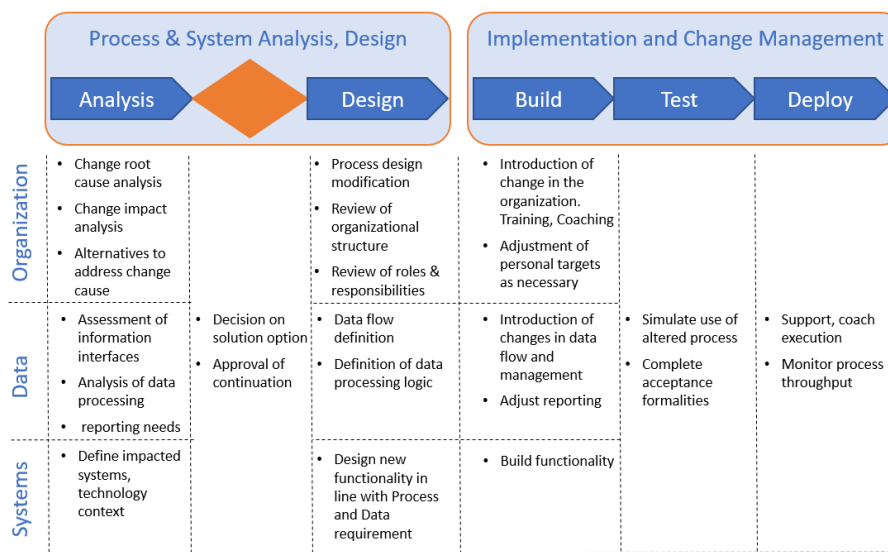 Process & System Analysis, Design
Implementation and Change Management
Analysis
Design
Build
Test
Deploy
Organization
• Change root
cause analysis
• Change impact
analysis
• Alternatives to
address change
cause
• Process design
modification
• Review of
organizational
structure
• Review of roles &
responsibilities
• Introduction of
change in the
organization.
Training, Coaching
• Adjustment of
personal targets
as necessary
Data
• Assessment of
information
interfaces
• Analysis of data
processing
• reporting needs
• Decision on
solution option
• Approval of
continuation
• Data flow
definition
• Definition of data
processing logic
• Introduction of
changes in data
flow and
management
• Adjust reporting
• Simulate use of
altered process
• Complete
acceptance
formalities
• Support, coach
execution
• Monitor process
throughput
Systems
• Define impacted
systems,
technology
context
• Design new
functionality in
line with Process
and Data
requirement
• Build functionality